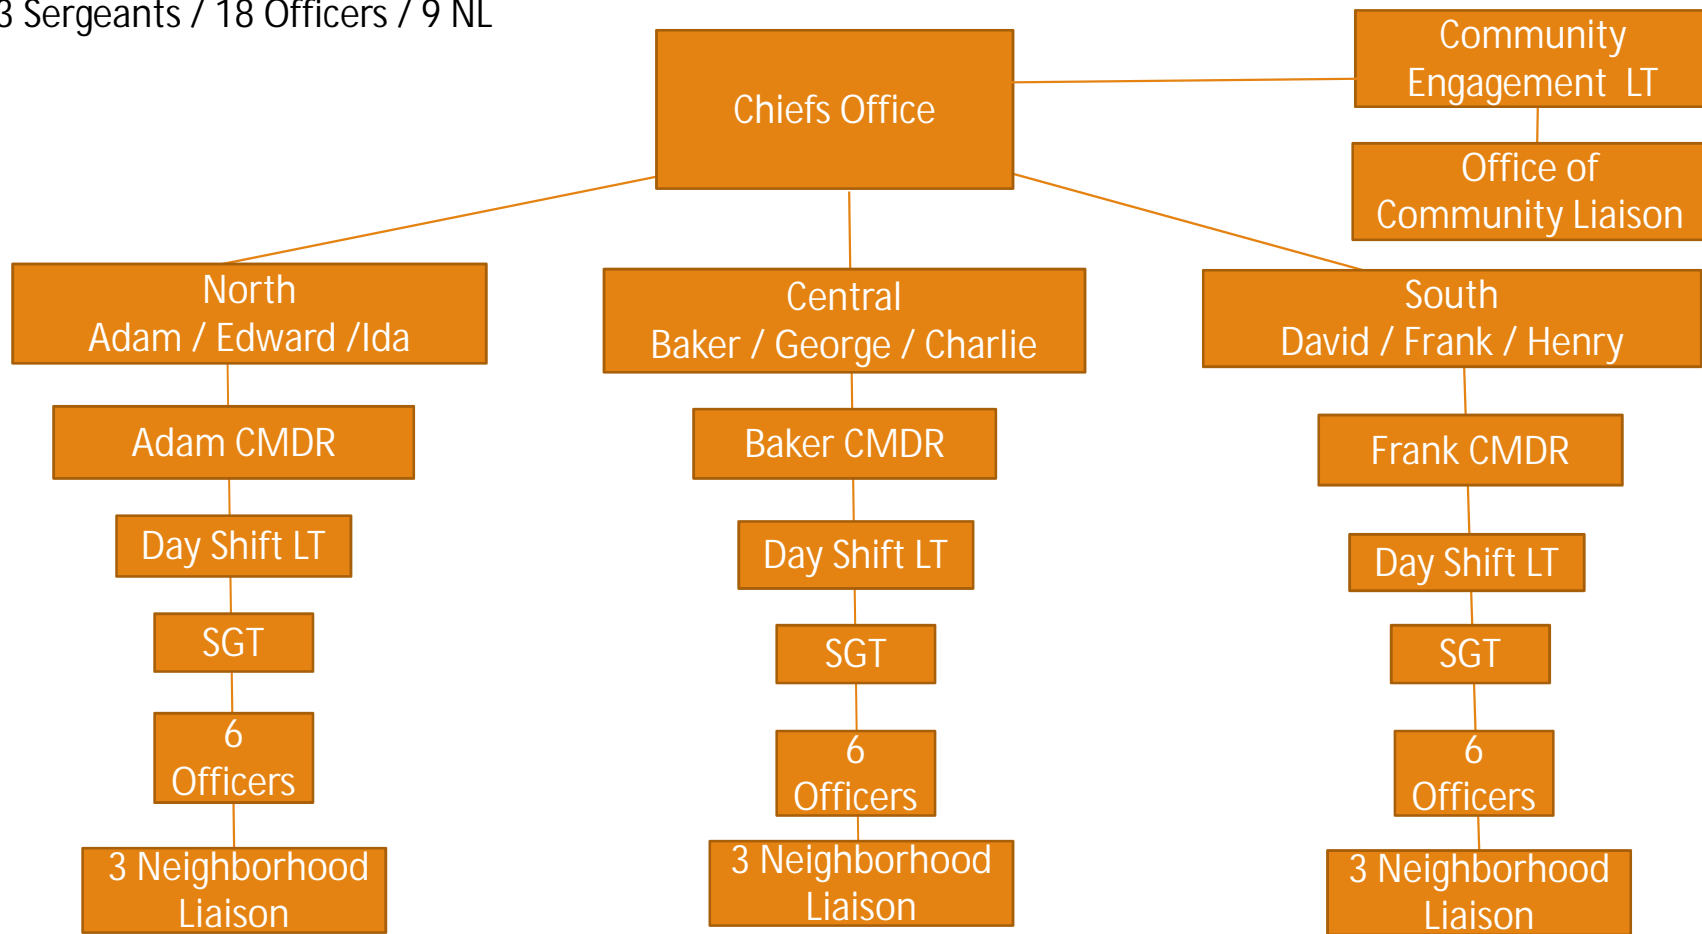 3 Sergeants / 18 Officers / 9 NL
Chiefs Office
Community
Engagement LT
Office of
Community Liaison
North
Adam / Edward /Ida
Central
Baker / George / Charlie
South
David / Frank / Henry
Adam CMDR
Baker CMDR
Frank CMDR
Day Shift LT
Day Shift LT
Day Shift LT
SGT
SGT
SGT
6
Officers
6
Officers
6
Officers
3 Neighborhood
Liaison
3 Neighborhood
Liaison
3 Neighborhood
Liaison